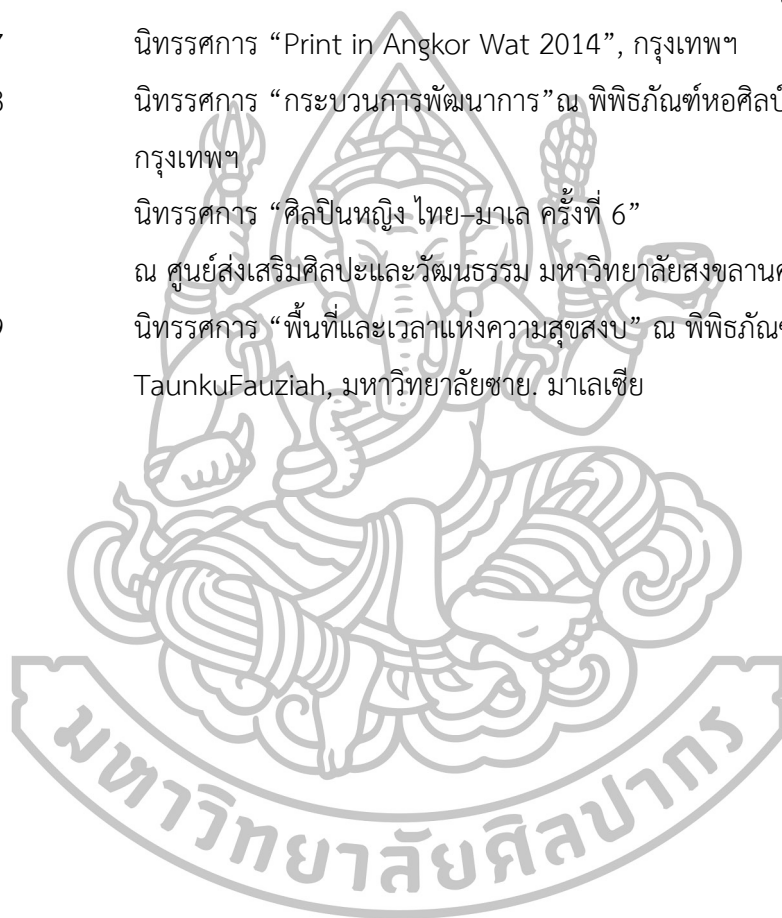 7 นิทรรศการ “Print in Angkor Wat 2014”, กรุงเทพฯ
8 นิทรรศการ “กระบวนการพัฒนาการ”ณ พิพิธภัณฑ์หอศิลป์
กรุงเทพฯ
นิทรรศการ “ศิลปินหญิง ไทย–มาเล ครั้งที่ 6”
ณ ศูนย์ส่งเสริมศิลปะและวัฒนธรรม มหาวิทยาลัยสงขลานค
9 นิทรรศการ “พื้นที่และเวลาแห่งความสุขสงบ” ณ พิพิธภัณฑ
TaunkuFauziah, มหาวิทยาลัยซาย. มาเลเซีย
มหาวิทยาลัยศิลปากร